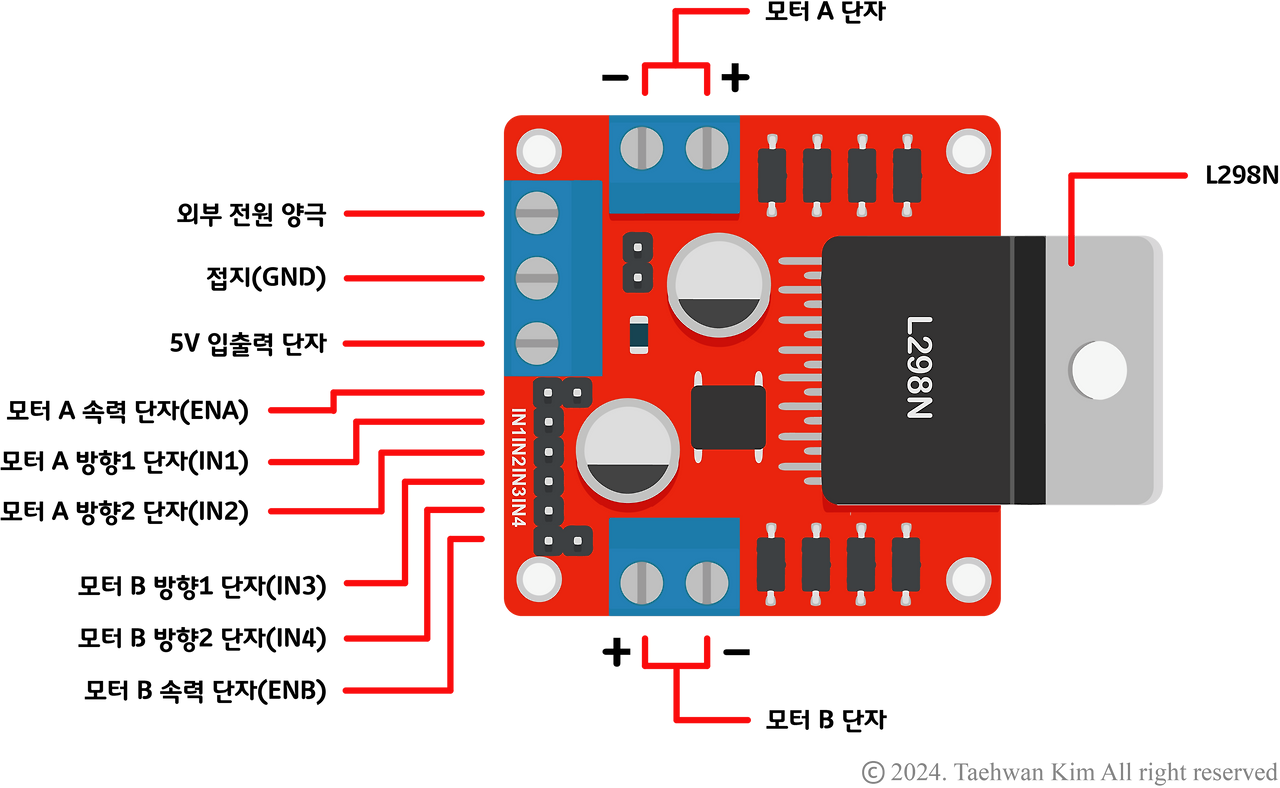 모터 A 단자
− +
L298N
외부 전원 양극
접지(GND)
5V 입출력 단자
L298N
모터 A 속력 단자(ENA)
모터 A 방향1 단자(IN1)
모터 A 방향2 단자(IN2)
IN1IN2IN3IN4
모터 B 방향1 단자(IN3)
모터 B 방향2 단자(IN4)
모터 B 속력 단자(ENB)
+ −
모터 B 단자
© 2024. Taehwan Kim All right reserved